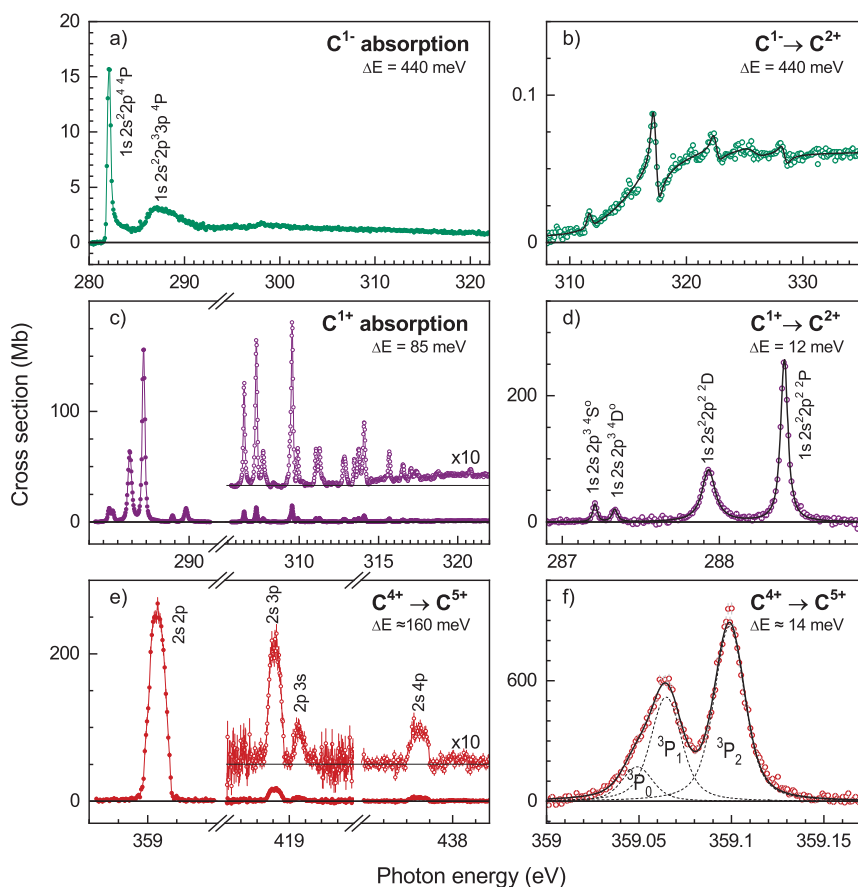 Cross section (Mb)
a)
C1- absorption
ΔE = 440 meV
1s 2s²2p⁴ ⁴P
1s 2s²2p³3p ⁴P
20
15
10
5
0
280 290 300 310 320
b)
C1-→ C2+
ΔE = 440 meV
0.1
0
310 320 330
c)
C1+ absorption
ΔE = 85 meV
x10
100
0
290 310 315 320
d)
C1+→ C2+
ΔE = 12 meV
1s 2s 2p³ ⁴S°
1s 2s 2p³ ⁴D°
1s 2s²2p² ²D
1s 2s²2p² ²P
200
0
287 288
e)
C4+ → C5+
ΔE ≈160 meV
2s 2p
2s 3p
2p 3s
2s 4p
x10
200
0
359 419 438
f)
C4+ → C5+
ΔE ≈ 14 meV
³P₀
³P₁
³P₂
600
0
359 359.05 359.1 359.15
Photon energy (eV)